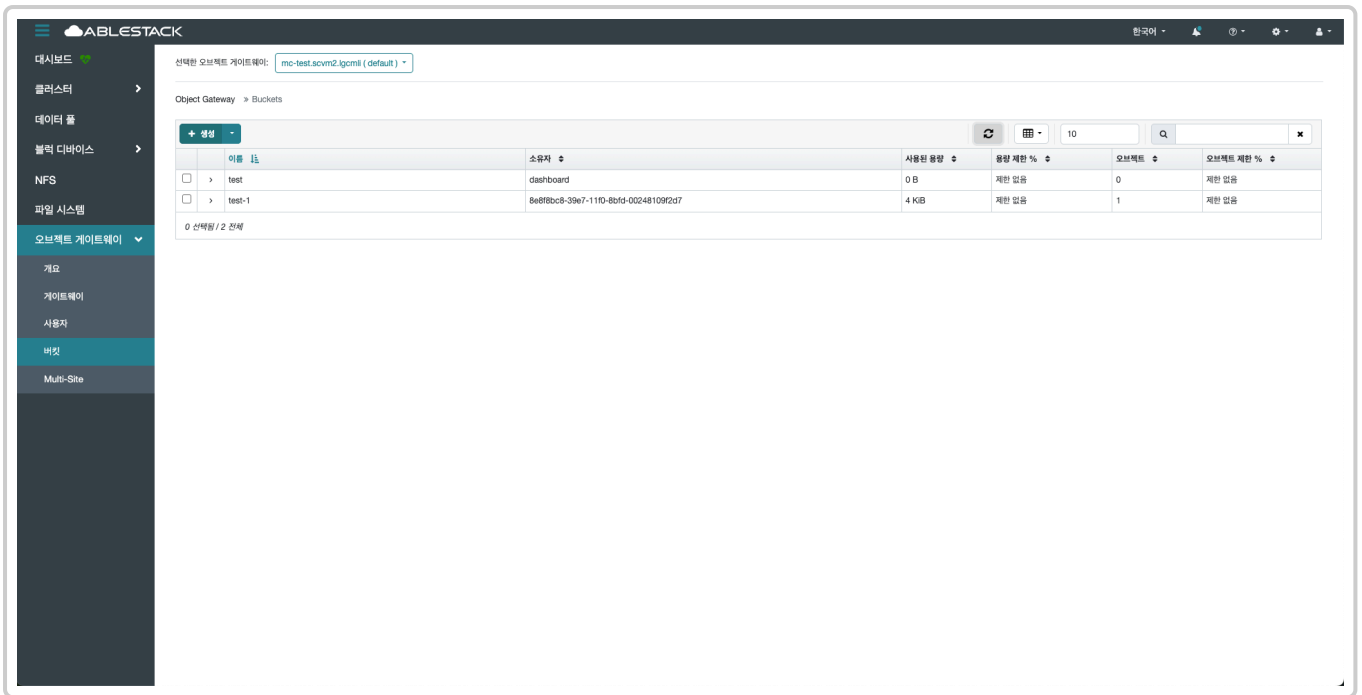 ABLESTACK
한국어
대시보드
클러스터
데이터 풀
블럭 디바이스
NFS
파일 시스템
오브젝트 게이트웨이
개요
게이트웨이
사용자
버킷
Multi-Site
선택한 오브젝트 게이트웨이: mc-test.scvm2.lgcmli ( default )
Object Gateway » Buckets
+ 생성 10
이름 소유자 사용된 용량 용량 제한 % 오브젝트 오브젝트 제한 %
test dashboard 0 B 제한 없음 0 제한 없음
test-1 8e8f8bc8-39e7-11f0-8bfd-00248109f2d7 4 KiB 제한 없음 1 제한 없음
0 선택됨 / 2 전체